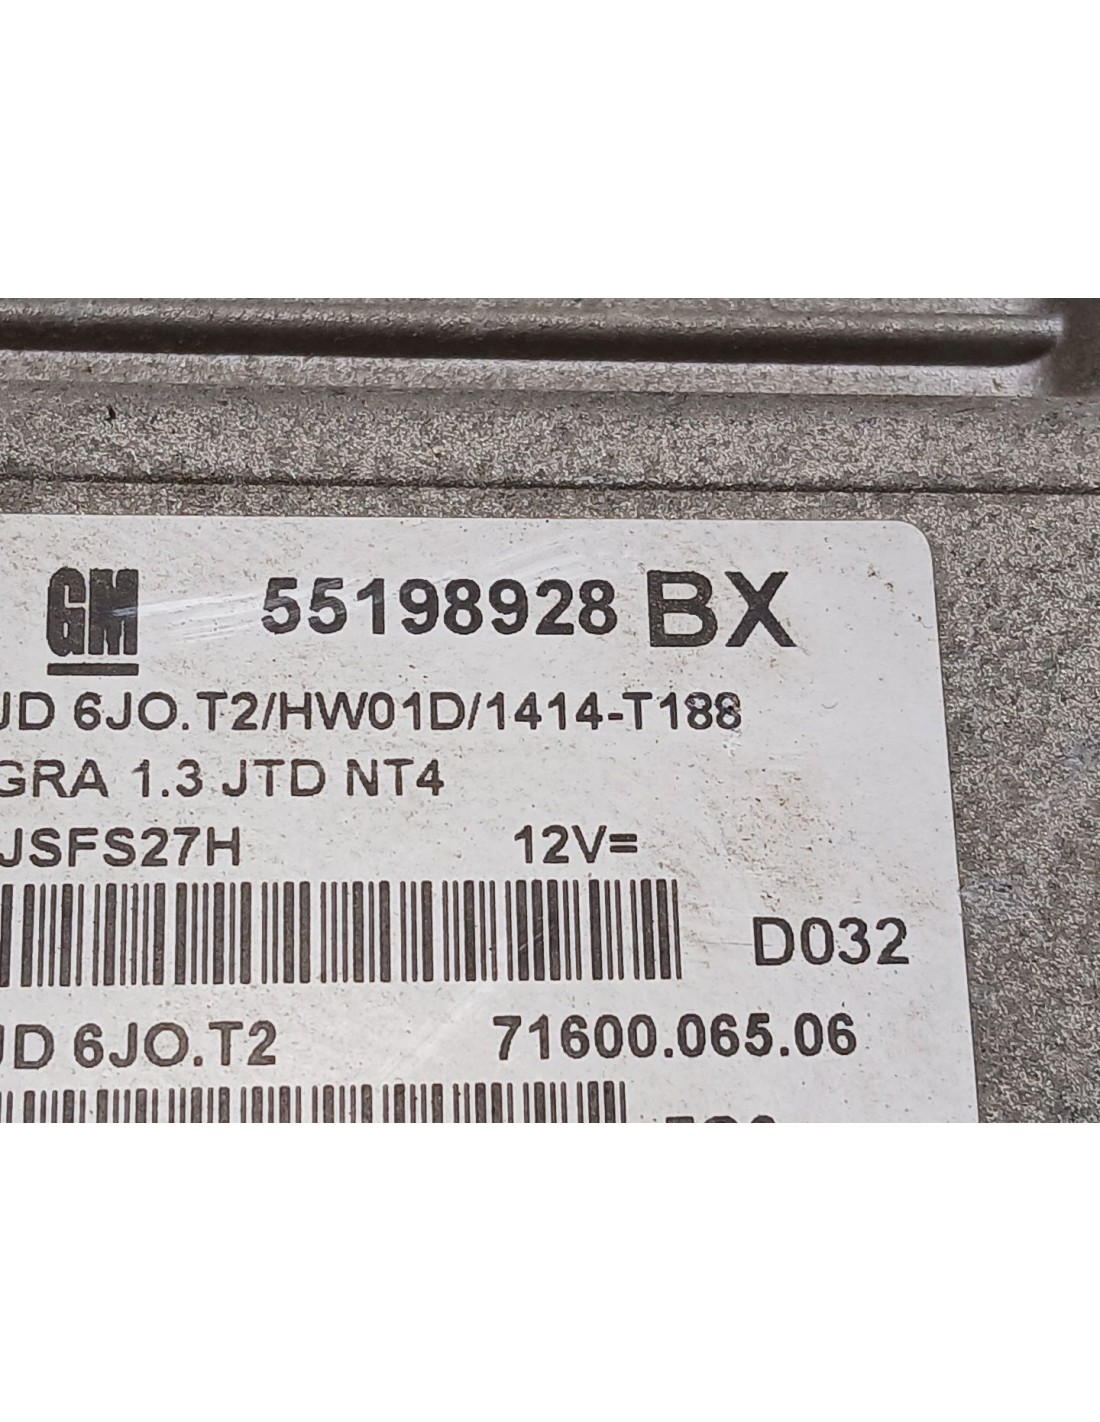 GM 55198928 BX
JD 6JO.T2/HW01D/1414-T188
GRA 1.3 JTD NT4
JSFS27H 12V=
D032
JD 6JO.T2 71600.065.06